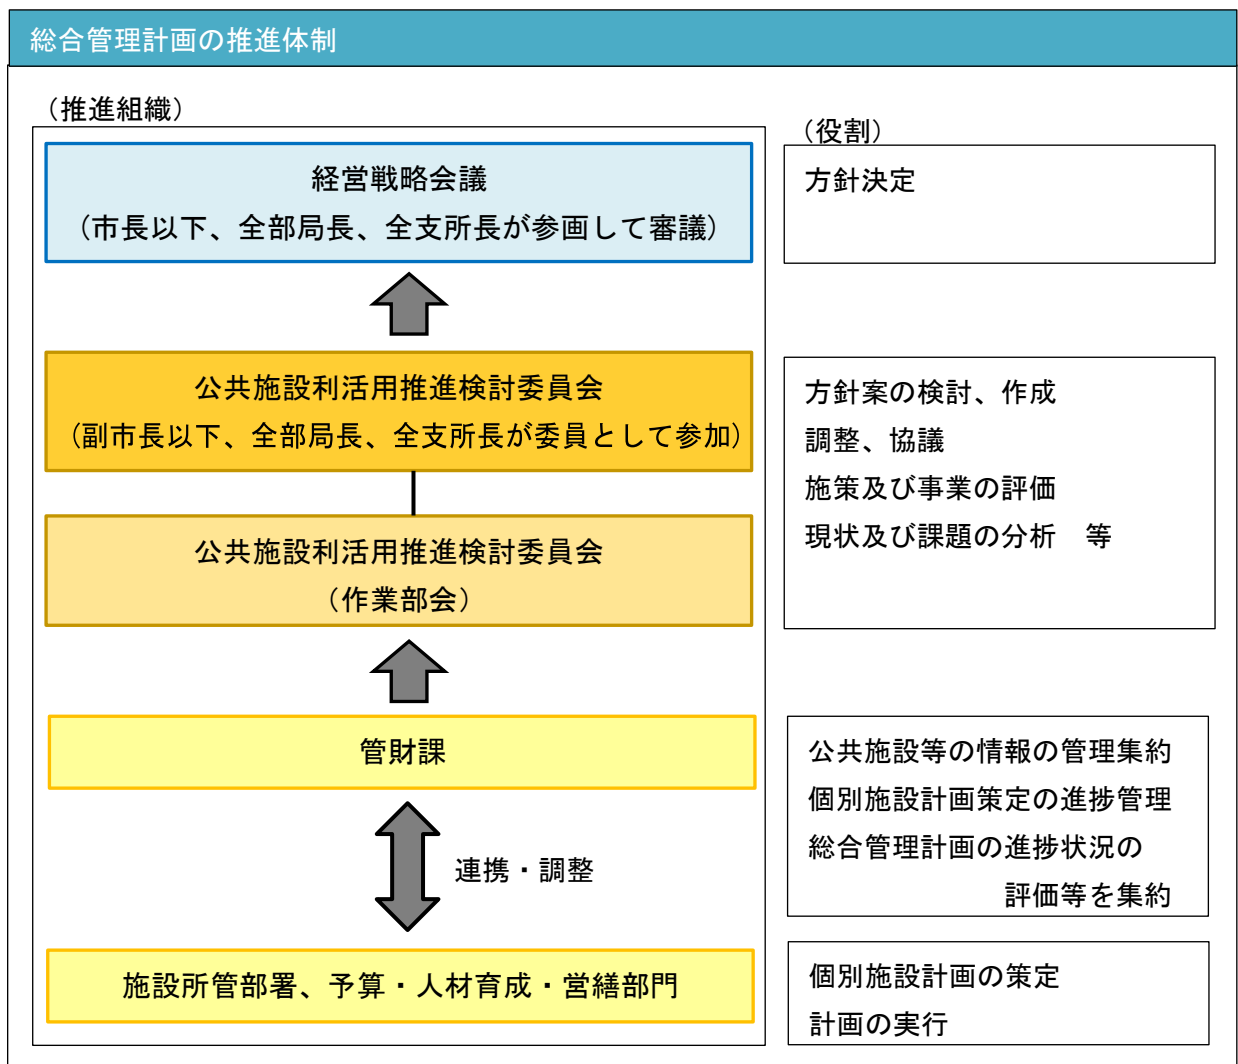 総合管理計画の推進体制
（推進組織）
（役割）
経営戦略会議
（市長以下、全部局長、全支所長が参画して審議）
方針決定
公共施設利活用推進検討委員会
（副市長以下、全部局長、全支所長が委員として参加）
公共施設利活用推進検討委員会
（作業部会）
方針案の検討、作成
調整、協議
施策及び事業の評価
現状及び課題の分析　等
管財課
公共施設等の情報の管理集約
個別施設計画策定の進捗管理
総合管理計画の進捗状況の
評価等を集約
連携・調整
施設所管部署、予算・人材育成・営繕部門
個別施設計画の策定
計画の実行